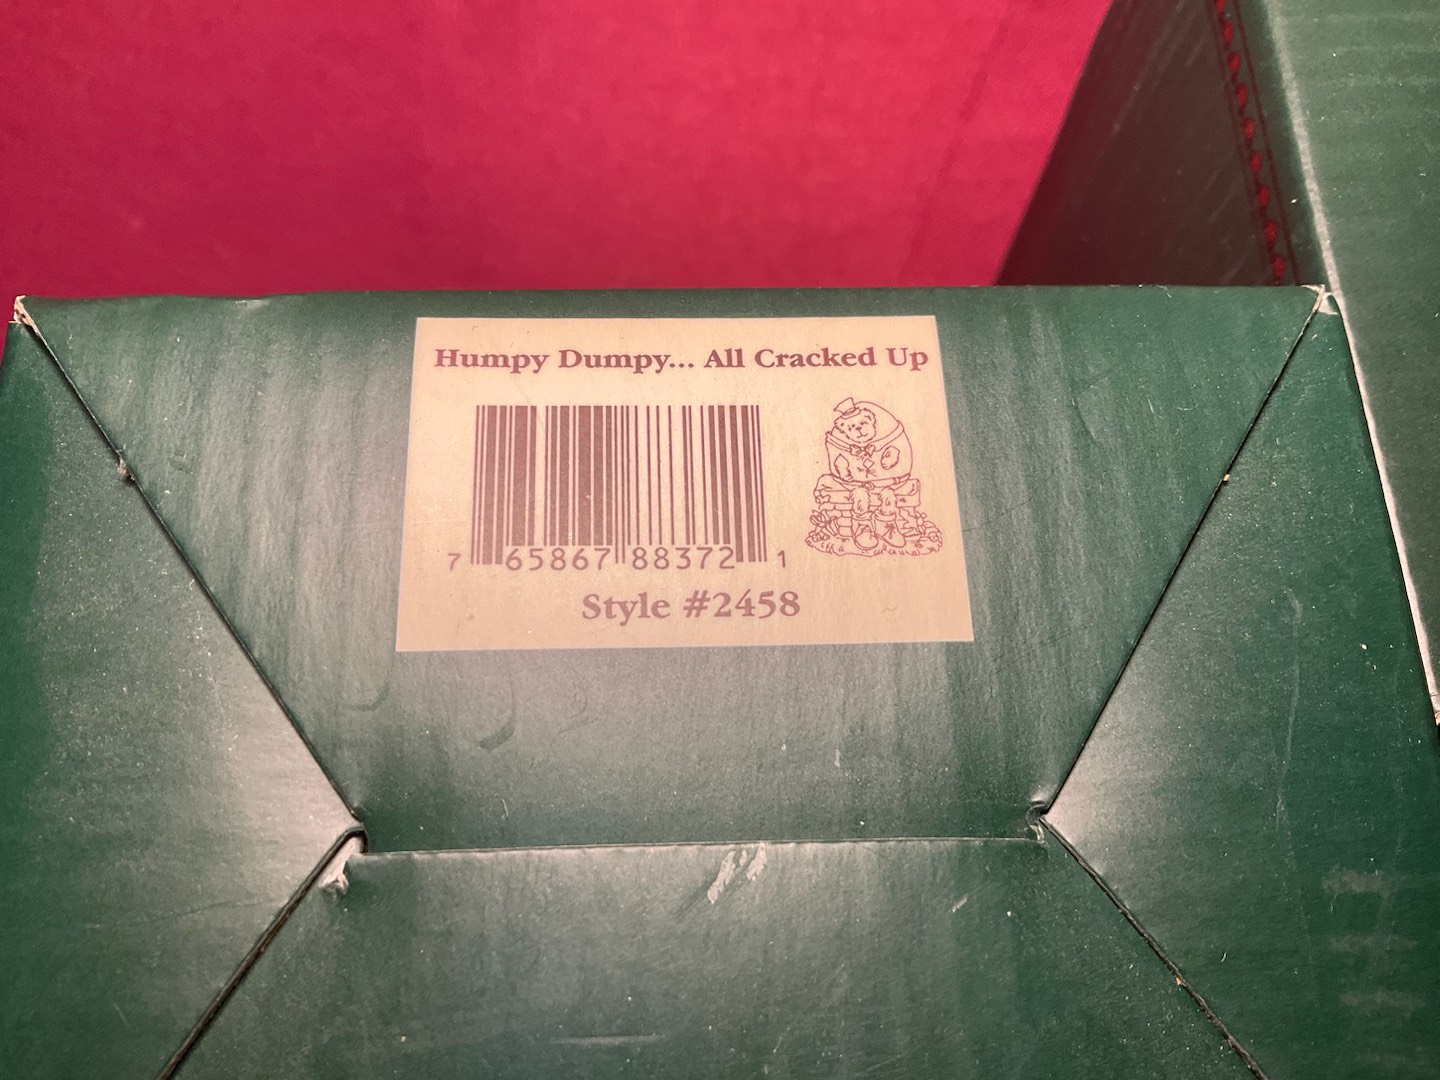 Humpy Dumpy... All Cracked Up
7 65867 88372 1
Style #2458